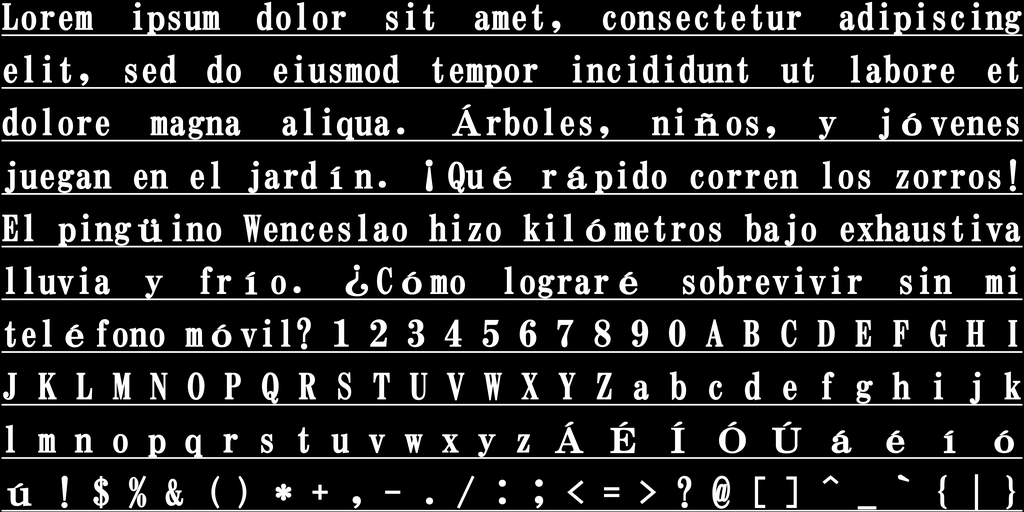 Lorem ipsum dolor sit amet, consectetur adipiscing
elit, sed do eiusmod tempor incididunt ut labore et
dolore magna aliqua. Árboles, niños, y jóvenes
juegan en el jardín. ¡Qué rápido corren los zorros!
El pingüino Wenceslao hizo kilómetros bajo exhaustiva
lluvia y frío. ¿Cómo lograré sobrevivir sin mi
teléfono móvil? 1 2 3 4 5 6 7 8 9 0 A B C D E F G H I
J K L M N O P Q R S T U V W X Y Z a b c d e f g h i j k
l m n o p q r s t u v w x y z Á É Í Ó Ú á é í ó
ú ! $ % & ( ) * + , - . / : ; < = > ? @ [ ] ^ _ ` { | }